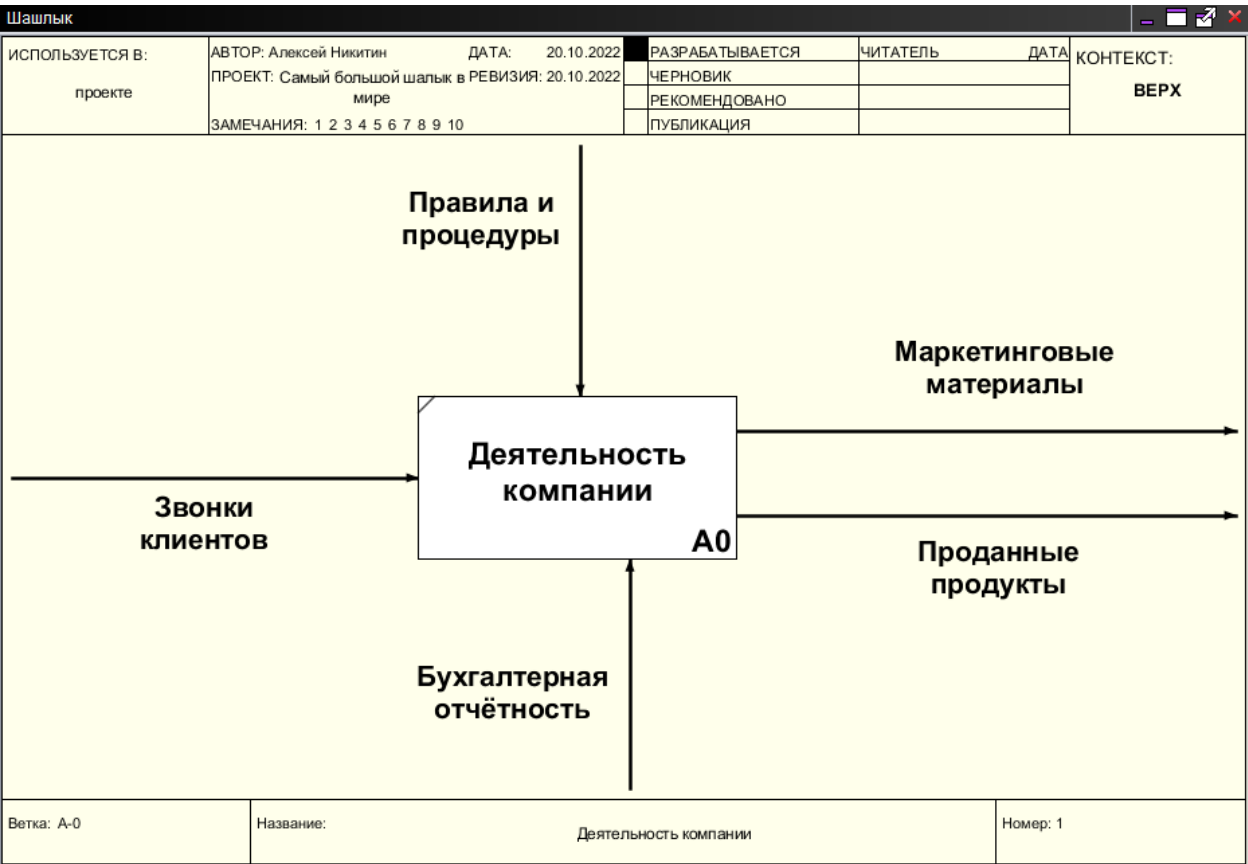 Шашлык
ИСПОЛЬЗУЕТСЯ В:
проекте
АВТОР: Алексей Никитин ДАТА: 20.10.2022
ПРОЕКТ: Самый большой шалык в РЕВИЗИЯ: 20.10.2022
мире
ЗАМЕЧАНИЯ: 1 2 3 4 5 6 7 8 9 10
РАЗРАБАТЫВАЕТСЯ
ЧЕРНОВИК
РЕКОМЕНДОВАНО
ПУБЛИКАЦИЯ
ЧИТАТЕЛЬ ДАТА
КОНТЕКСТ:
ВЕРХ
Правила и
процедуры
Маркетинговые
материалы
Деятельность
компании
A0
Звонки
клиентов
Проданные
продукты
Бухгалтерная
отчётность
Ветка: A-0
Название:
Деятельность компании
Номер: 1